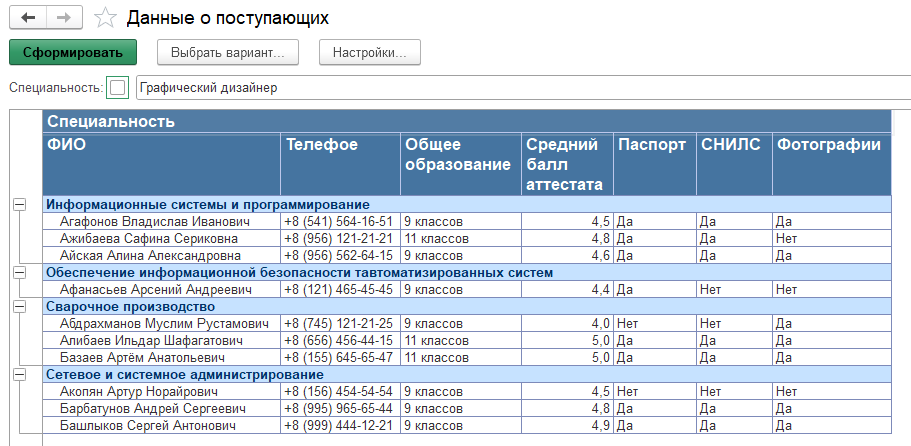 Данные о поступающих
Сформировать Выбрать вариант... Настройки...
Специальность: Графический дизайнер
Специальность
ФИО Телефое Общее образование Средний балл аттестата Паспорт СНИЛС Фотографии
Информационные системы и программирование
Агафонов Владислав Иванович +8 (541) 564-16-51 9 классов 4,5 Да Да Да
Ажибаева Сафина Сериковна +8 (956) 121-21-21 11 классов 4,8 Да Да Нет
Айская Алина Александровна +8 (956) 562-64-15 9 классов 4,6 Да Да Да
Обеспечение информационной безопасности тавтоматизированных систем
Афанасьев Арсений Андреевич +8 (121) 465-45-45 9 классов 4,4 Да Нет Нет
Сварочное производство
Абдрахманов Муслим Рустамович +8 (745) 121-21-25 9 классов 4,0 Нет Нет Да
Алибаев Ильдар Шафагатович +8 (656) 456-44-15 11 классов 5,0 Да Да Да
Базаев Артём Анатольевич +8 (155) 645-65-47 11 классов 5,0 Да Да Да
Сетевое и системное администрирование
Акопян Артур Норайрович +8 (156) 454-54-54 9 классов 4,5 Нет Нет Нет
Барбатунов Андрей Сергеевич +8 (995) 965-65-44 9 классов 4,8 Да Да Да
Башлыков Сергей Антонович +8 (999) 444-12-21 9 классов 4,9 Да Да Да